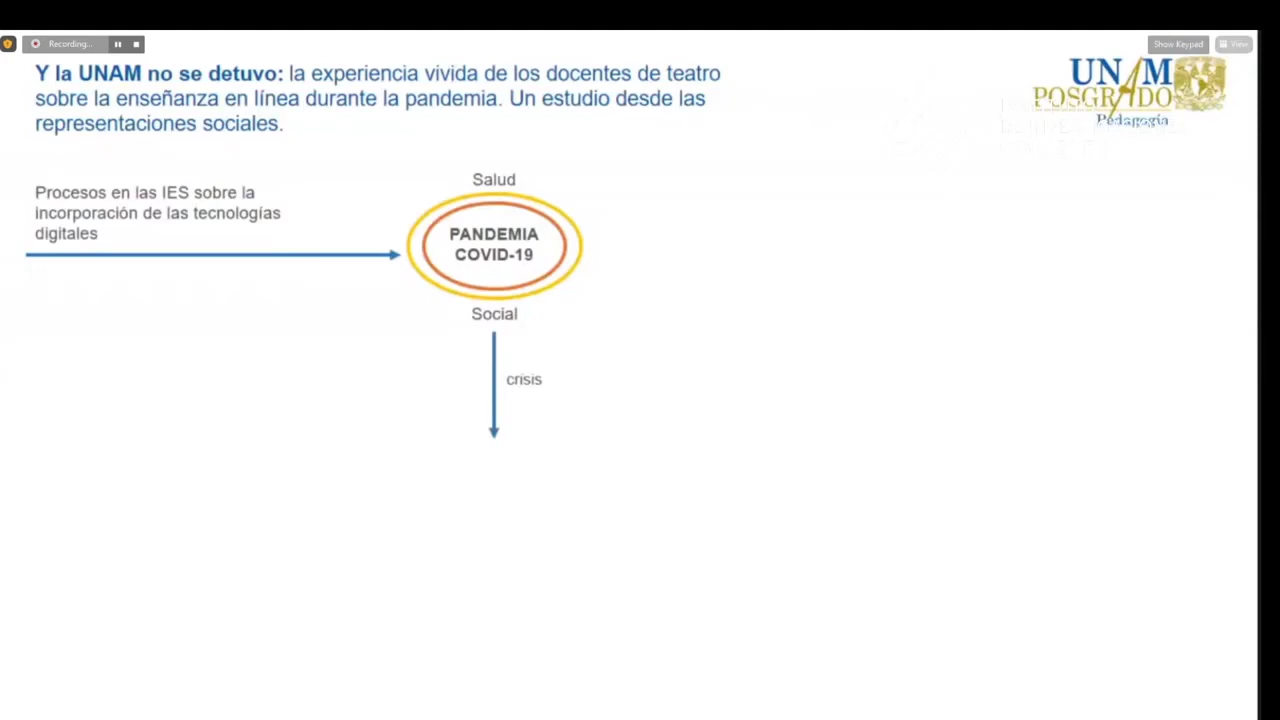 Recording...
Show Keypad
View
Y la UNAM no se detuvo: la experiencia vivida de los docentes de teatro
sobre la enseñanza en línea durante la pandemia. Un estudio desde las
representaciones sociales.
UNAM
POSGRADO
Pedagogía
Procesos en las IES sobre la
incorporación de las tecnologías
digitales
Salud
PANDEMIA
COVID-19
Social
crisis